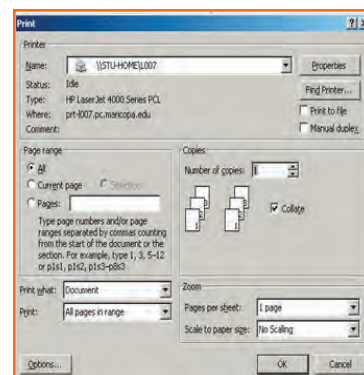 Print
Printer
Name: \\STU-HOME\L007 Properties
Status: Idle Find Printer...
Type: HP LaserJet 4000 Series PCL
Where: prt-l007.pc.maricopa.edu Print to file
Comment: Manual duplex
Page range
All
Current page Selection
Pages:
Type page numbers and/or page
ranges separated by commas counting
from the start of the document or the
section. For example, type 1, 3, 5-12
or p1s1, p1s2, p1s3-p8s3
Copies
Number of copies: 1
Collate
Print what: Document
Print: All pages in range
Zoom
Pages per sheet: 1 page
Scale to paper size: No Scaling
Options... OK Cancel